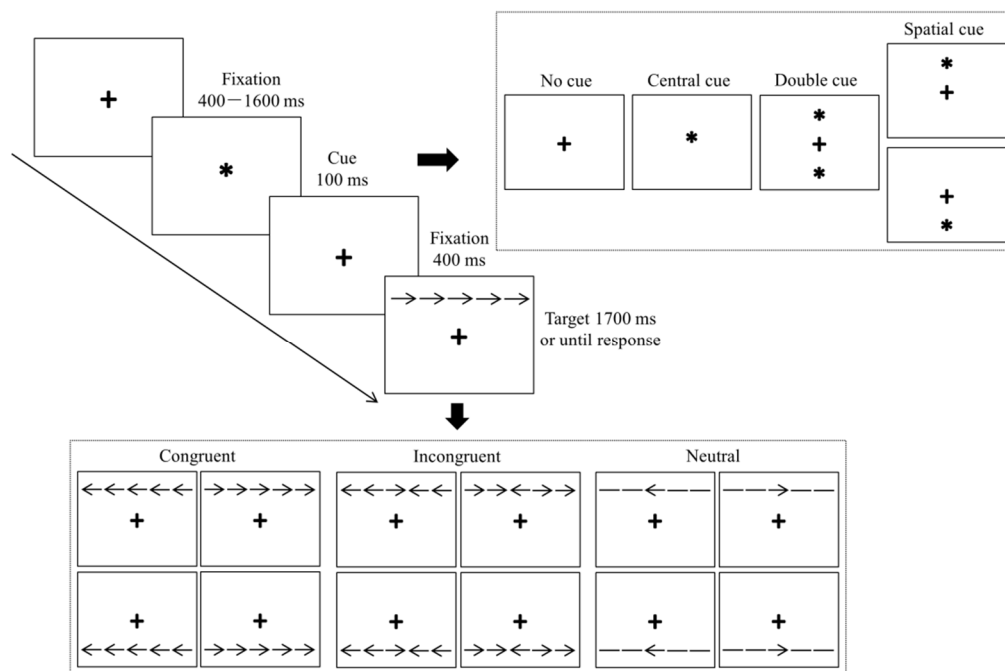 Fixation
400－1600 ms
Cue
100 ms
Fixation
400 ms
Target 1700 ms
or until response
No cue
Central cue
Double cue
Spatial cue
Congruent
Incongruent
Neutral